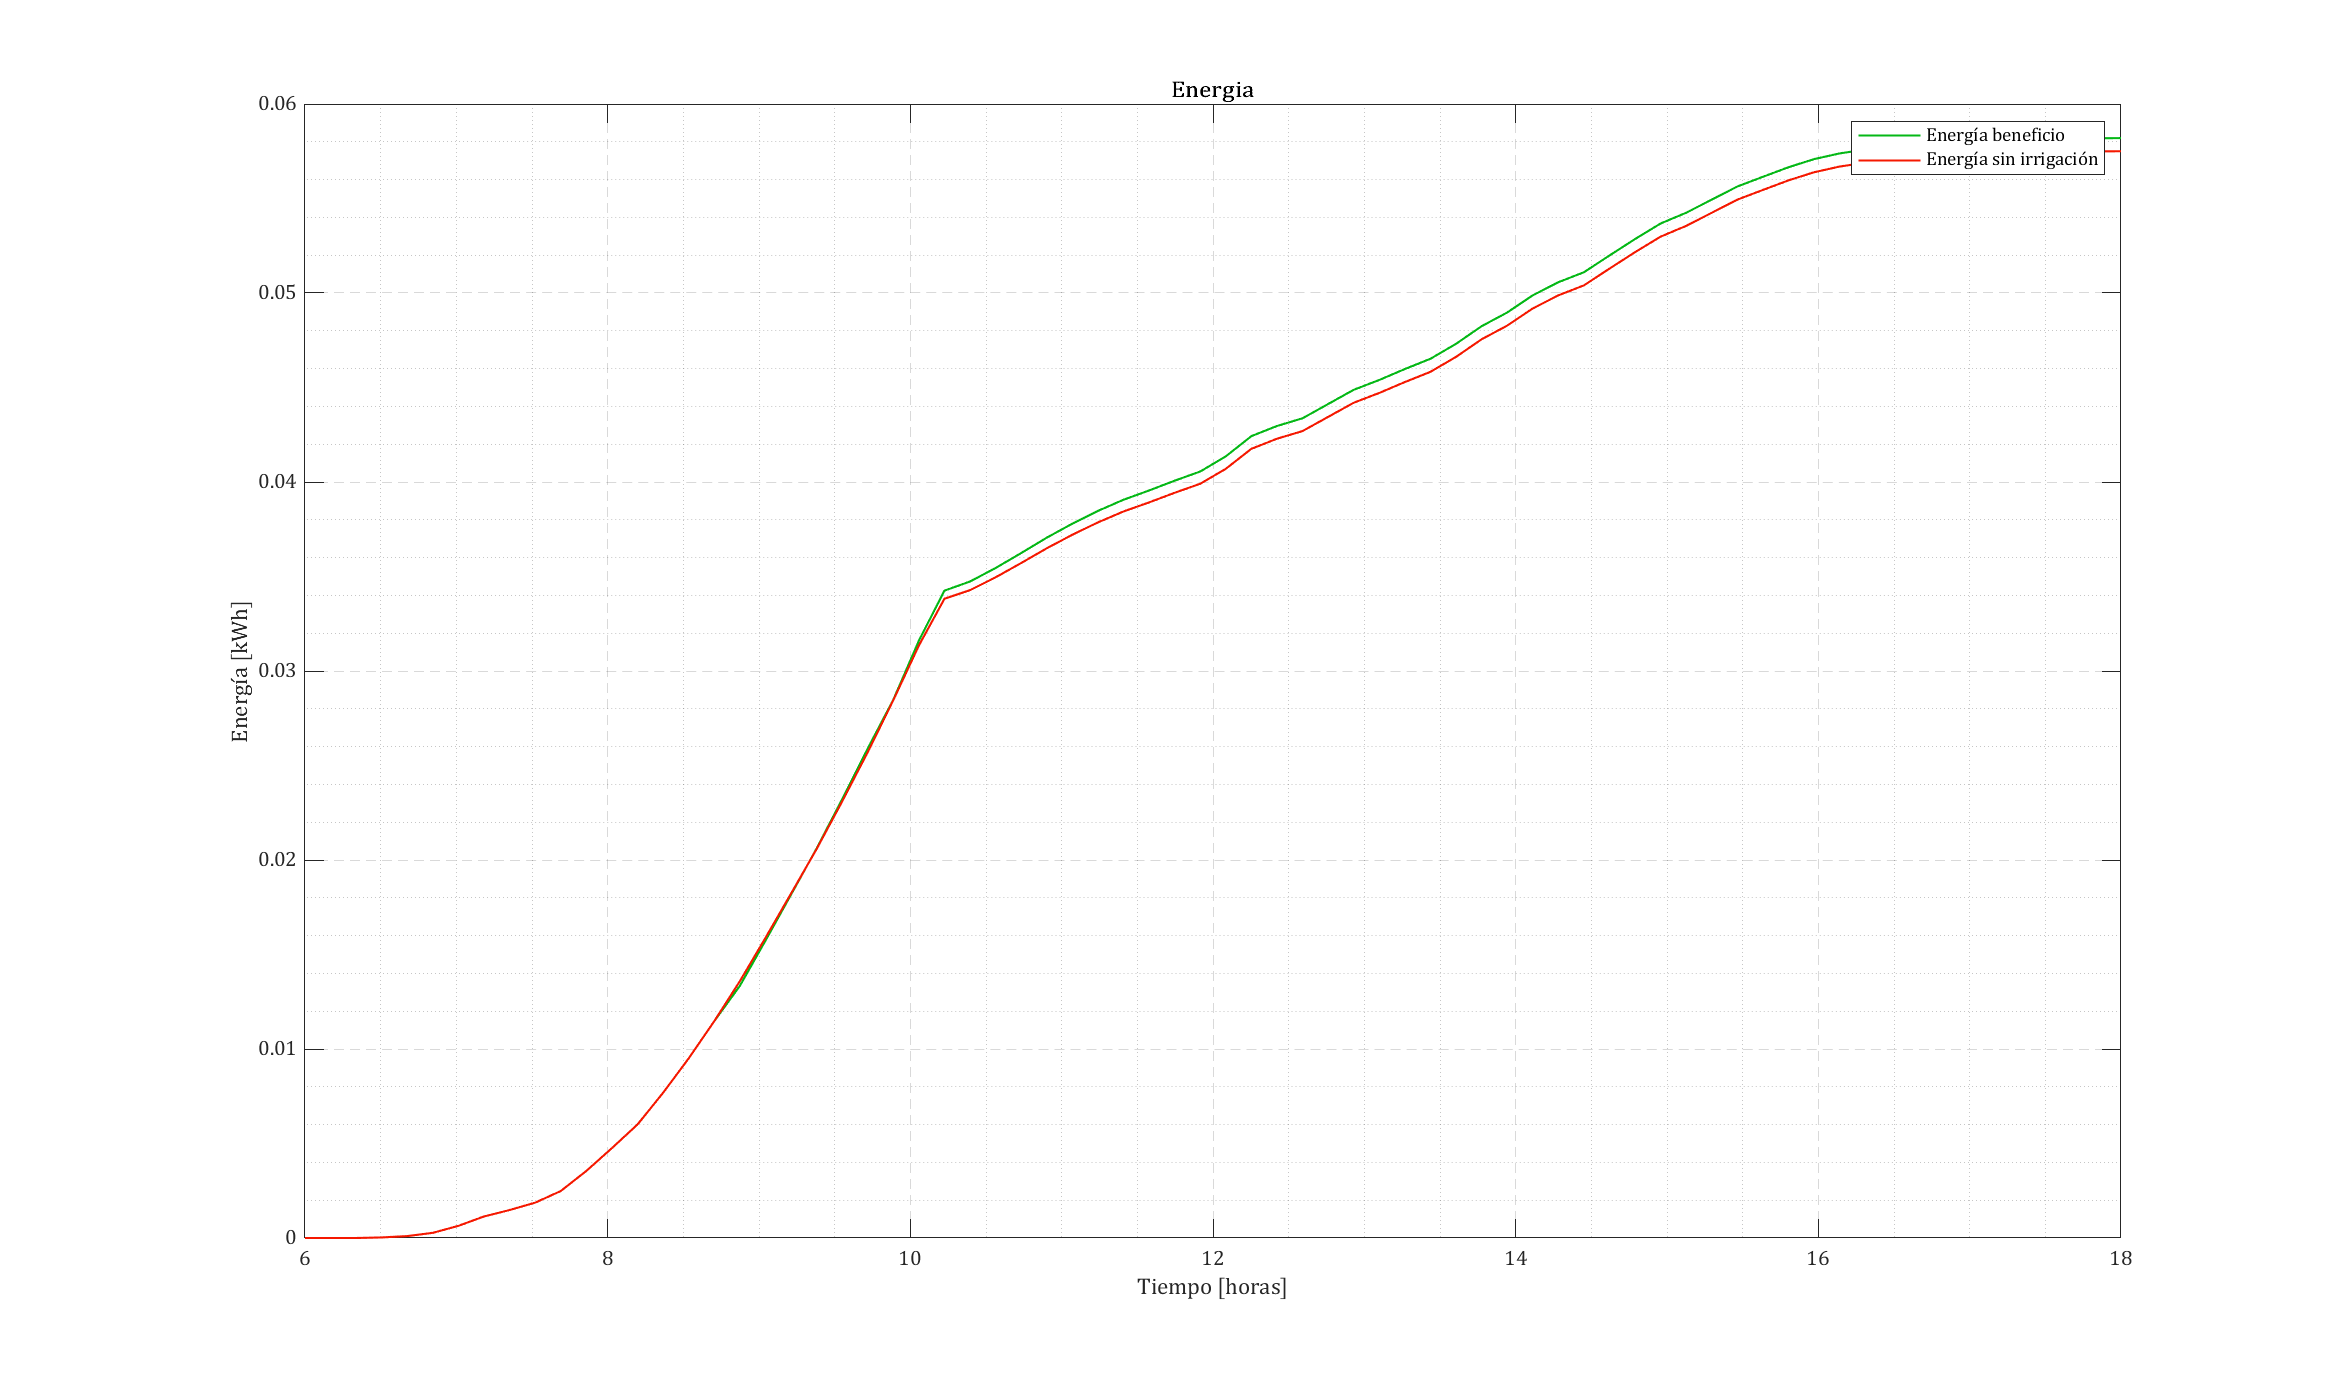 Energia
0.06
0.05
0.04
0.03
0.02
0.01
0
Energía [kWh]
Energía beneficio
Energía sin irrigación
6 8 10 12 14 16 18
Tiempo [horas]